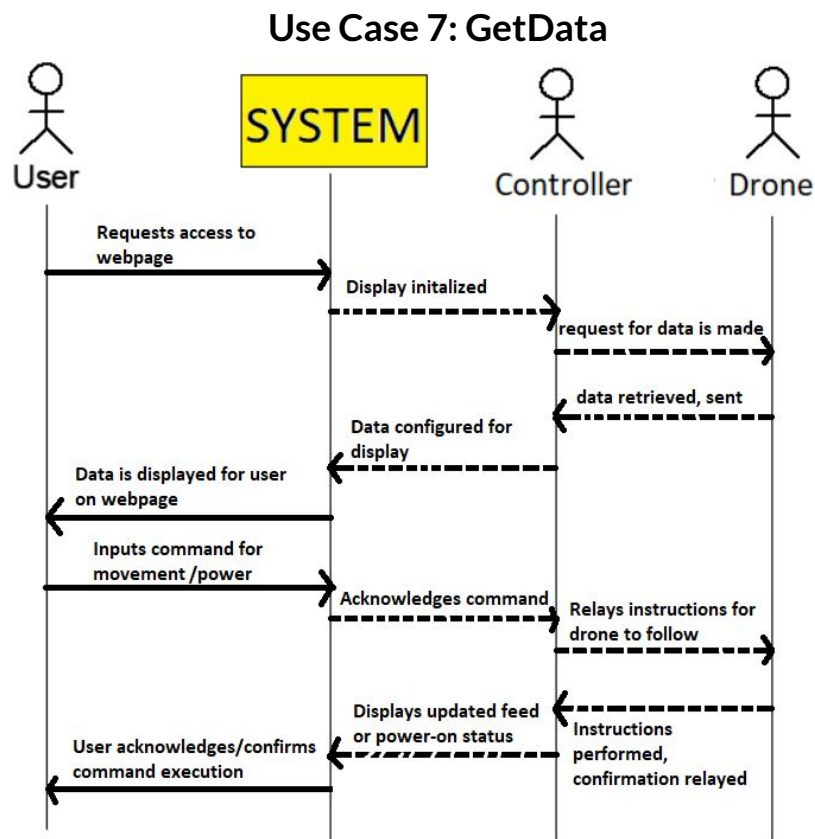 Use Case 7: GetData
User
SYSTEM
Controller
Drone
Requests access to
webpage
Display initalized
request for data is made
data retrieved, sent
Data configured for
display
Data is displayed for user
on webpage
Inputs command for
movement /power
Acknowledges command
Relays instructions for
drone to follow
Instructions
performed,
confirmation relayed
Displays updated feed
or power-on status
User acknowledges/confirms
command execution